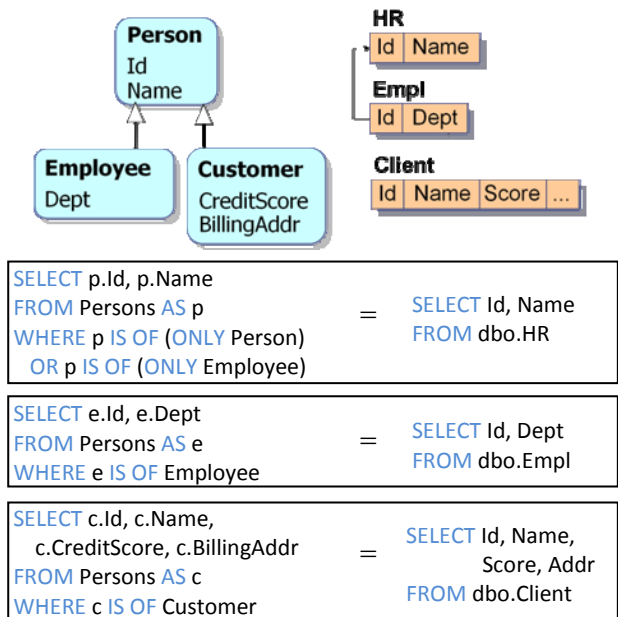 Person
Id
Name
Employee
Dept
Customer
CreditScore
BillingAddr
HR
Id Name
Empl
Id Dept
Client
Id Name Score ...
SELECT p.Id, p.Name
FROM Persons AS p
WHERE p IS OF (ONLY Person)
OR p IS OF (ONLY Employee)
=
SELECT Id, Name
FROM dbo.HR
SELECT e.Id, e.Dept
FROM Persons AS e
WHERE e IS OF Employee
=
SELECT Id, Dept
FROM dbo.Empl
SELECT c.Id, c.Name,
c.CreditScore, c.BillingAddr
FROM Persons AS c
WHERE c IS OF Customer
=
SELECT Id, Name,
Score, Addr
FROM dbo.Client